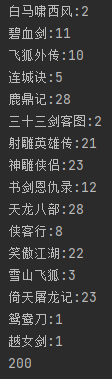 白马啸西风:2
碧血剑:11
飞狐外传:10
连城诀:5
鹿鼎记:28
三十三剑客图:2
射雕英雄传:21
神雕侠侣:23
书剑恩仇录:12
天龙八部:28
侠客行:8
笑傲江湖:22
雪山飞狐:3
倚天屠龙记:23
鸳鸯刀:1
越女剑:1
200